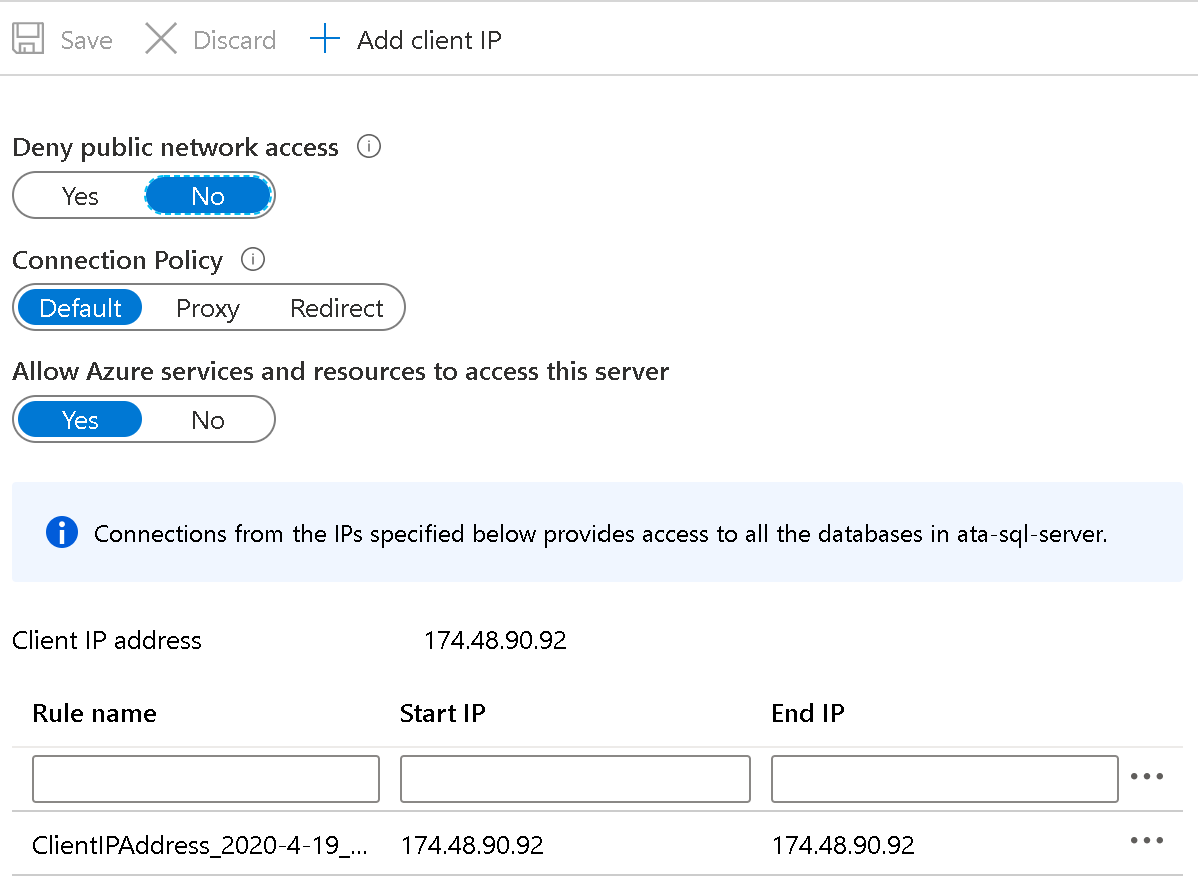 Save Discard Add client IP
Deny public network access
Yes No
Connection Policy
Default Proxy Redirect
Allow Azure services and resources to access this server
Yes No
Connections from the IPs specified below provides access to all the databases in ata-sql-server.
Client IP address 174.48.90.92
Rule name Start IP End IP
ClientIPAddress_2020-4-19_... 174.48.90.92 174.48.90.92